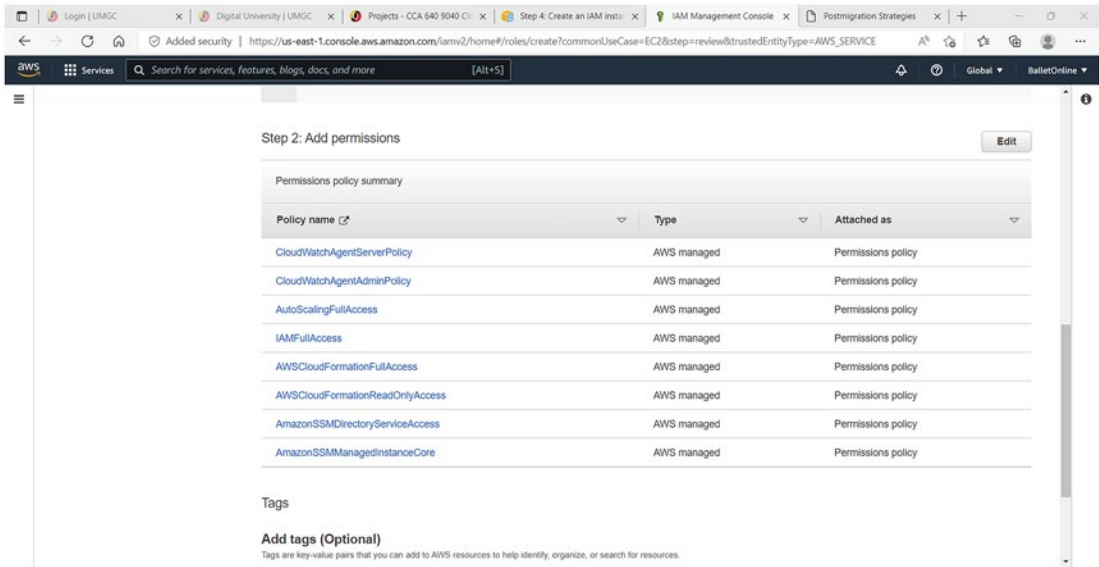 Login | UMGC
Digital University | UMGC
Projects - CCA 640 9040 Clo
Step 4: Create an IAM instan
IAM Management Console
Postmigration Strategies
Added security | https://us-east-1.console.aws.amazon.com/iamv2/home#/roles/create?commonUseCase=EC2&step=review&trustedEntityType=AWS_SERVICE
aws Services Search for services, features, blogs, docs, and more [Alt+S] Global BalletOnline
Step 2: Add permissions Edit
Permissions policy summary
Policy name Type Attached as
CloudWatchAgentServerPolicy AWS managed Permissions policy
CloudWatchAgentAdminPolicy AWS managed Permissions policy
AutoScalingFullAccess AWS managed Permissions policy
IAMFullAccess AWS managed Permissions policy
AWSCloudFormationFullAccess AWS managed Permissions policy
AWSCloudFormationReadOnlyAccess AWS managed Permissions policy
AmazonSSMDirectoryServiceAccess AWS managed Permissions policy
AmazonSSMManagedInstanceCore AWS managed Permissions policy
Tags
Add tags (Optional)
Tags are key-value pairs that you can add to AWS resources to help identify, organize, or search for resources.